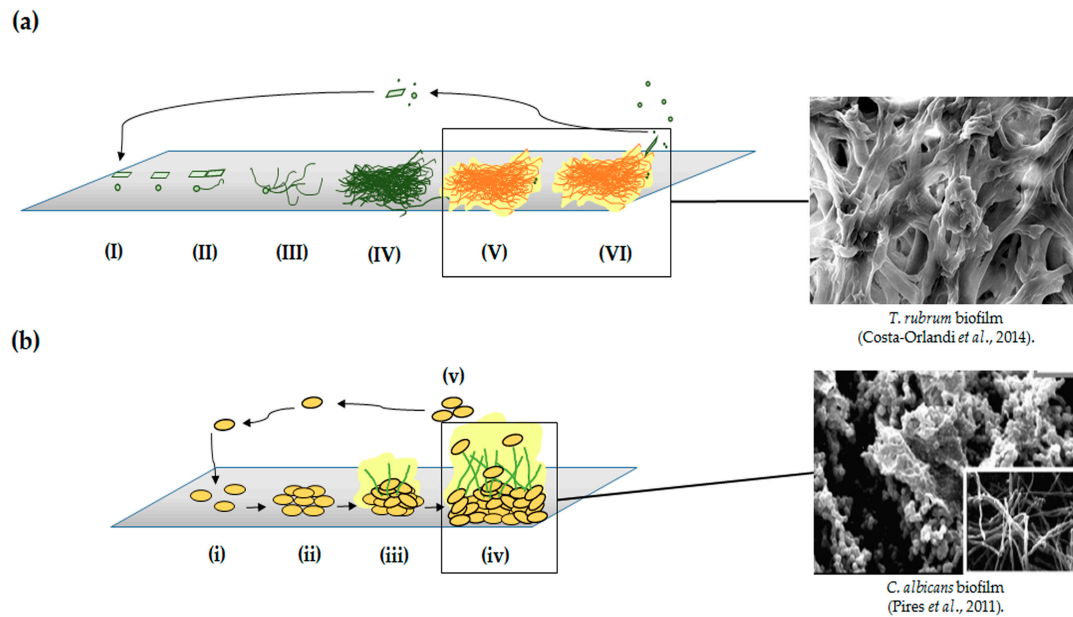 (a)
(I)
(II)
(III)
(IV)
(V)
(VI)
T. rubrum biofilm
(Costa-Orlandi et al., 2014).
(b)
(v)
(i)
(ii)
(iii)
(iv)
C. albicans biofilm
(Pires et al., 2011).